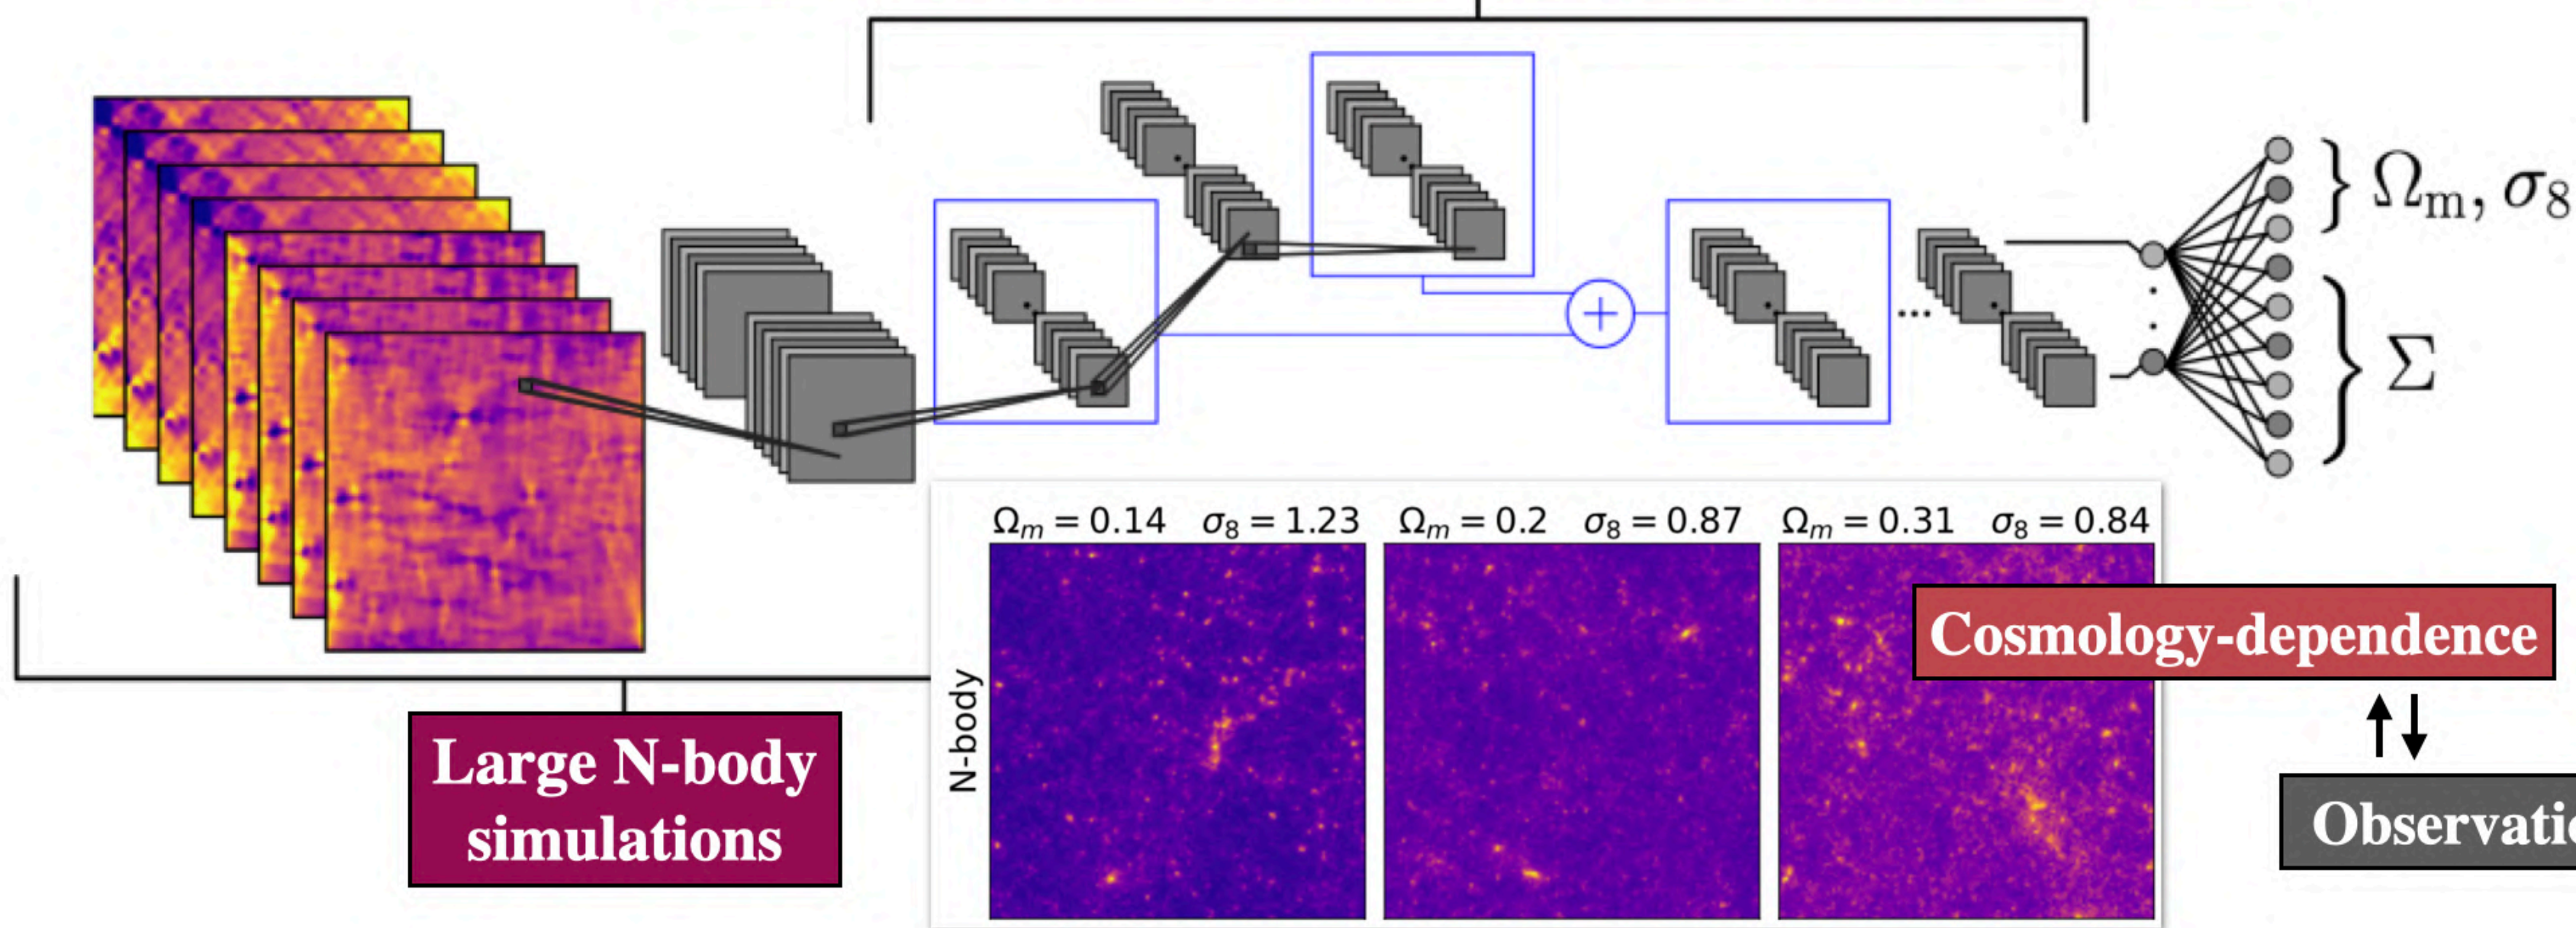 } Ωm, σ8
} Σ
+
...
Ωm = 0.14 σ8 = 1.23
Ωm = 0.2 σ8 = 0.87
Ωm = 0.31 σ8 = 0.84
N-body
Cosmology-dependence
Large N-body
simulations